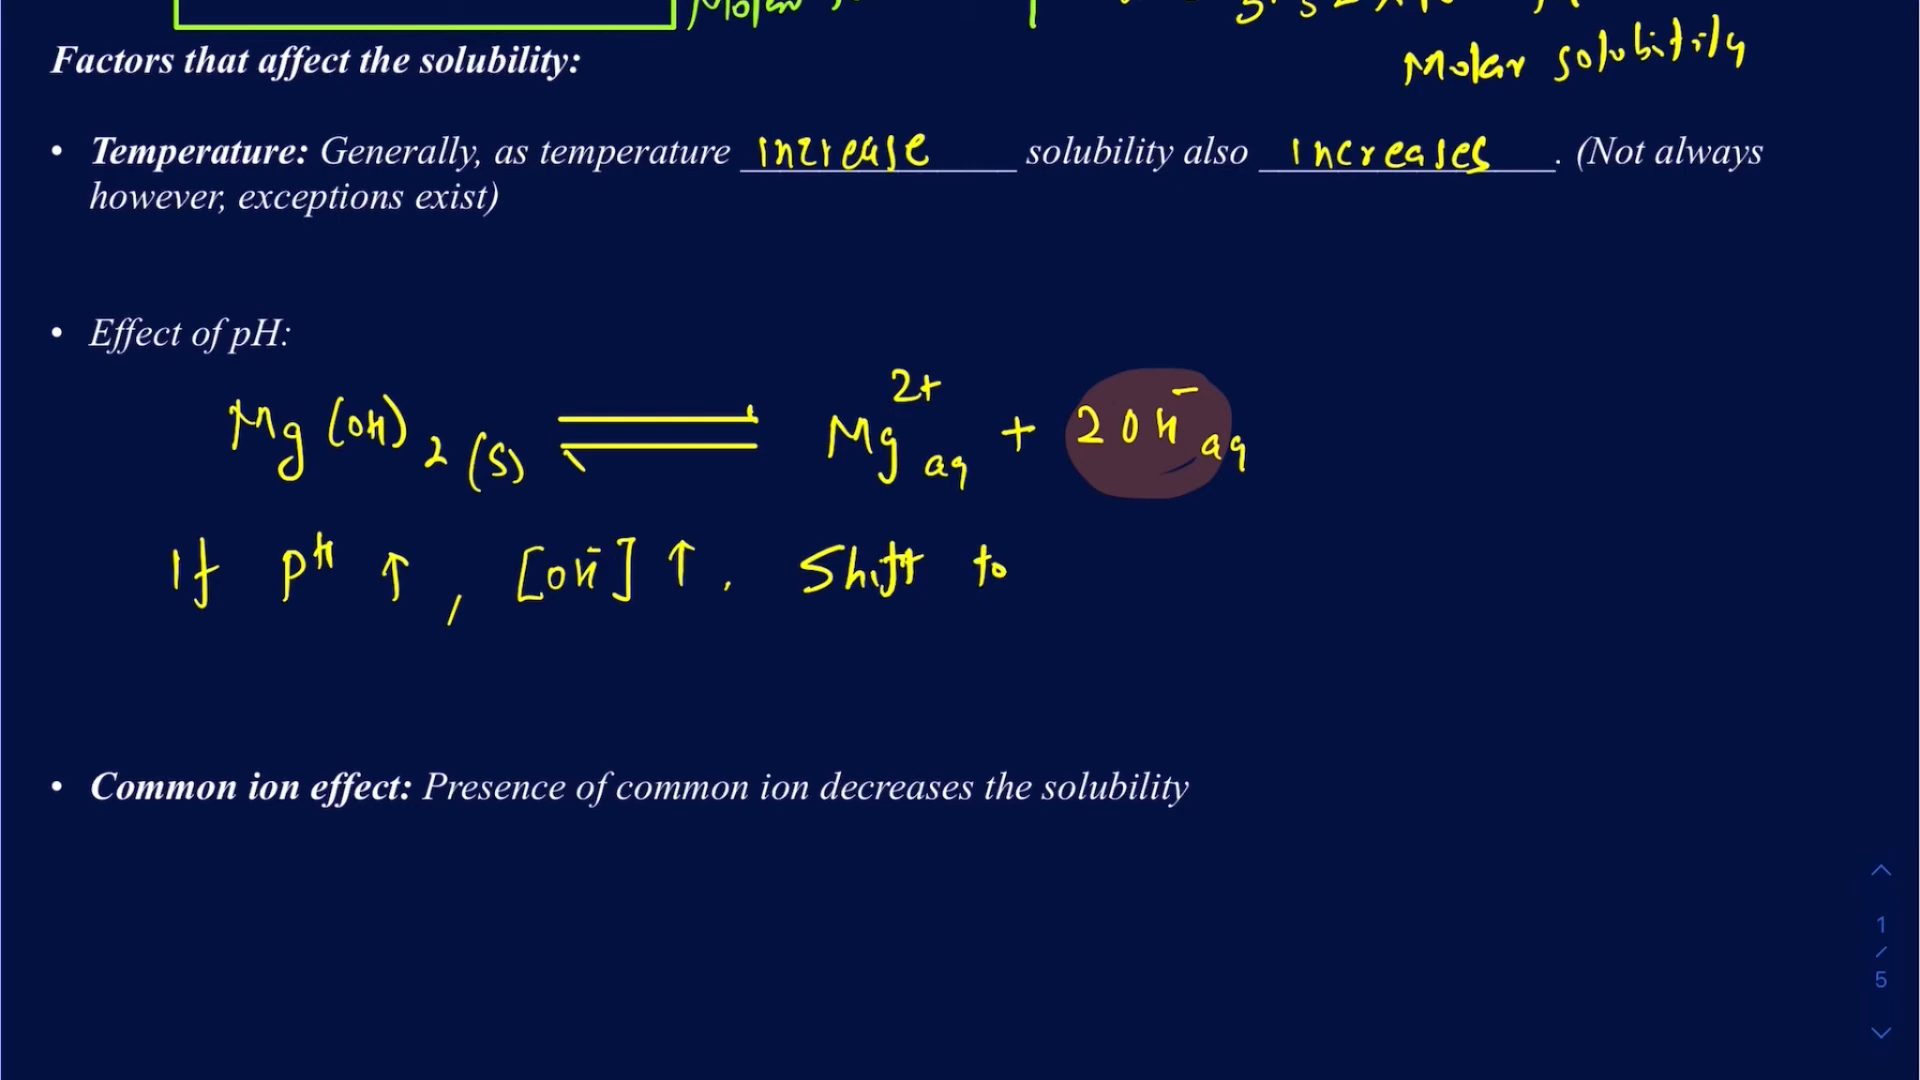 Molar
Molar solubility
Factors that affect the solubility:
• Temperature: Generally, as temperature increase solubility also increases. (Not always
however, exceptions exist)
• Effect of pH:
Mg(OH)₂(s) ⇌ Mg²⁺aq + 2OH⁻aq
If pH ↑, [OH⁻] ↑. Shift to
• Common ion effect: Presence of common ion decreases the solubility
1
/
5